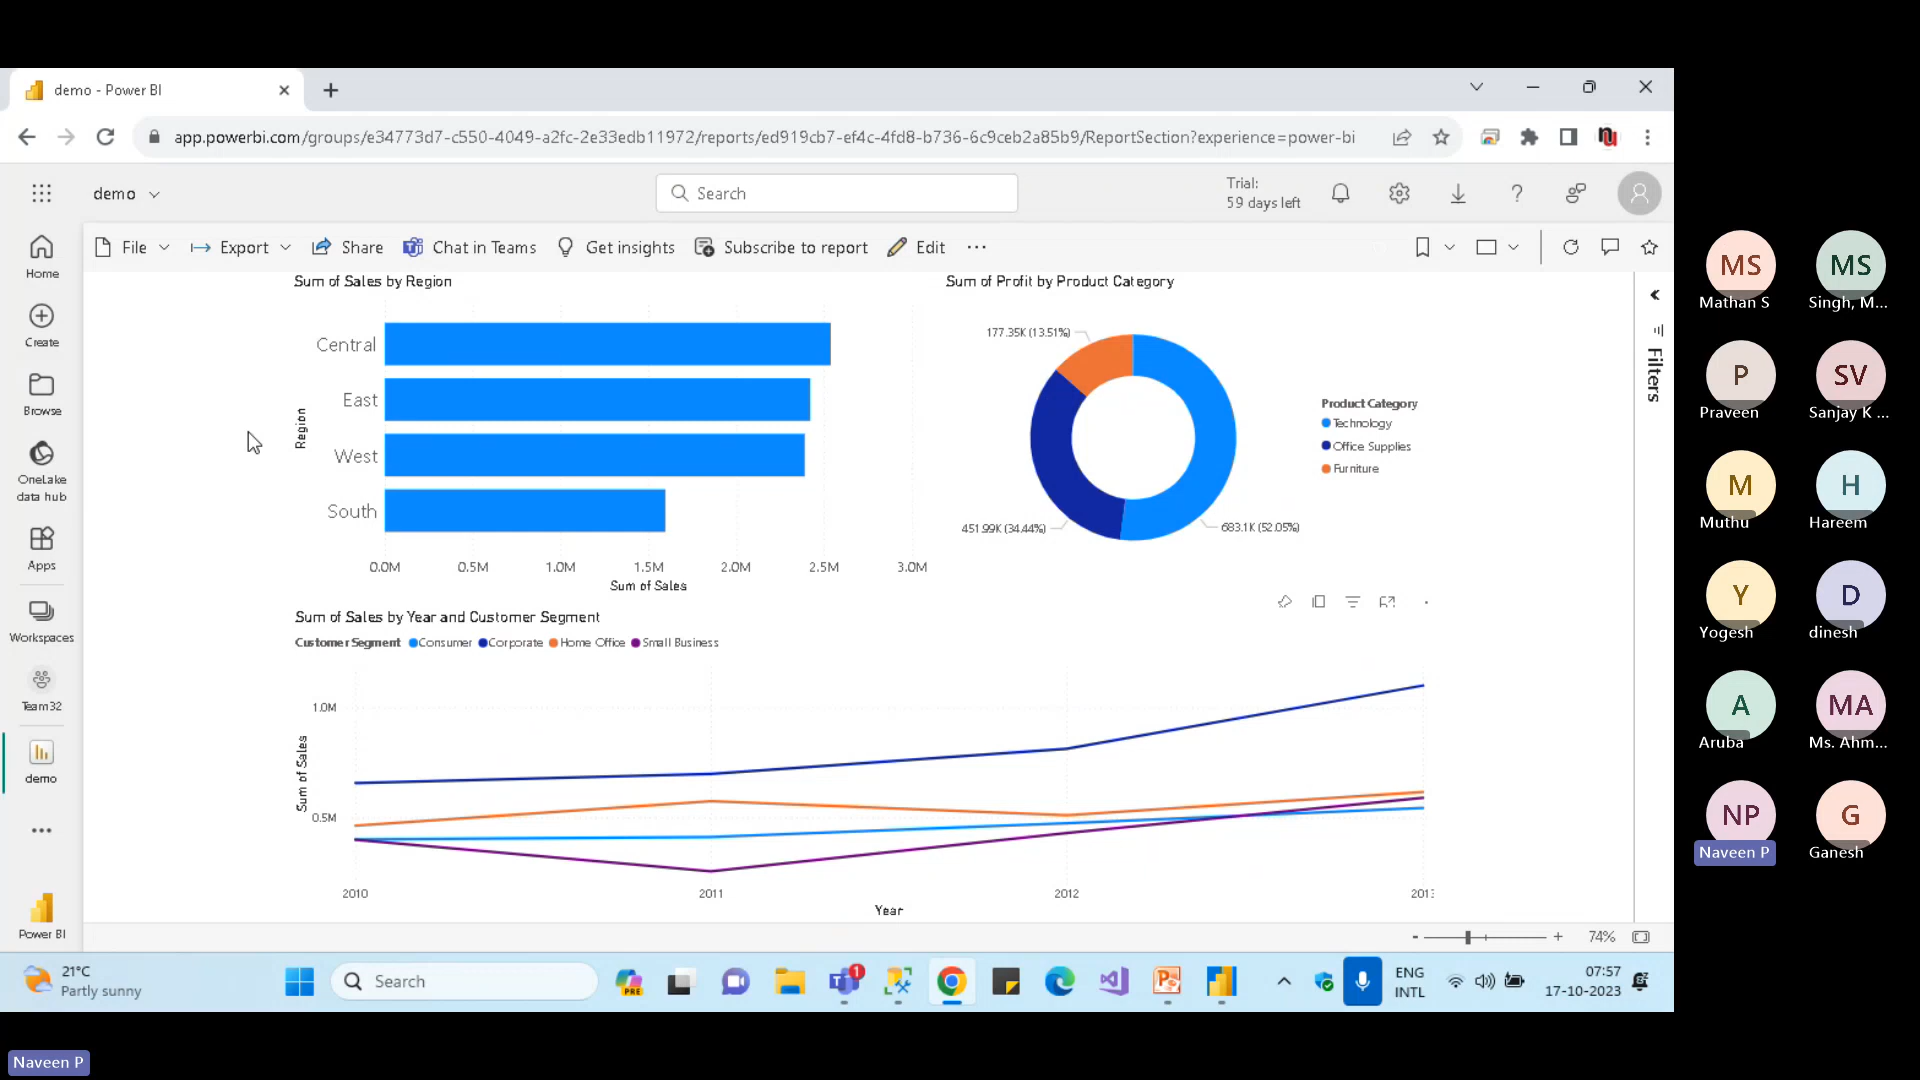 demo - Power BI
app.powerbi.com/groups/e34773d7-c550-4049-a2fc-2e33edb11972/reports/ed919cb7-ef4c-4fd8-b736-6c9ceb2a85b9/ReportSection?experience=power-bi
demo
Search
Trial:
59 days left
File
Export
Share
Chat in Teams
Get insights
Subscribe to report
Edit
Home
Create
Browse
OneLake
data hub
Apps
Workspaces
Team32
demo
Power BI
Sum of Sales by Region
Region
Central
East
West
South
0.0M 0.5M 1.0M 1.5M 2.0M 2.5M 3.0M
Sum of Sales
Sum of Profit by Product Category
177.35K (13.51%)
451.99K (34.44%)
683.1K (52.05%)
Product Category
Technology
Office Supplies
Furniture
Filters
Sum of Sales by Year and Customer Segment
Customer Segment Consumer Corporate Home Office Small Business
Sum of Sales
1.0M
0.5M
2010 2011 2012 2013
Year
- + 74%
21°C
Partly sunny
Search
PRE
1
ENG
INTL
07:57
17-10-2023
MS
Mathan S
MS
Singh, M...
P
Praveen
SV
Sanjay K ...
M
Muthu
H
Hareem
Y
Yogesh
D
dinesh
A
Aruba
MA
Ms. Ahm...
NP
Naveen P
G
Ganesh
Naveen P